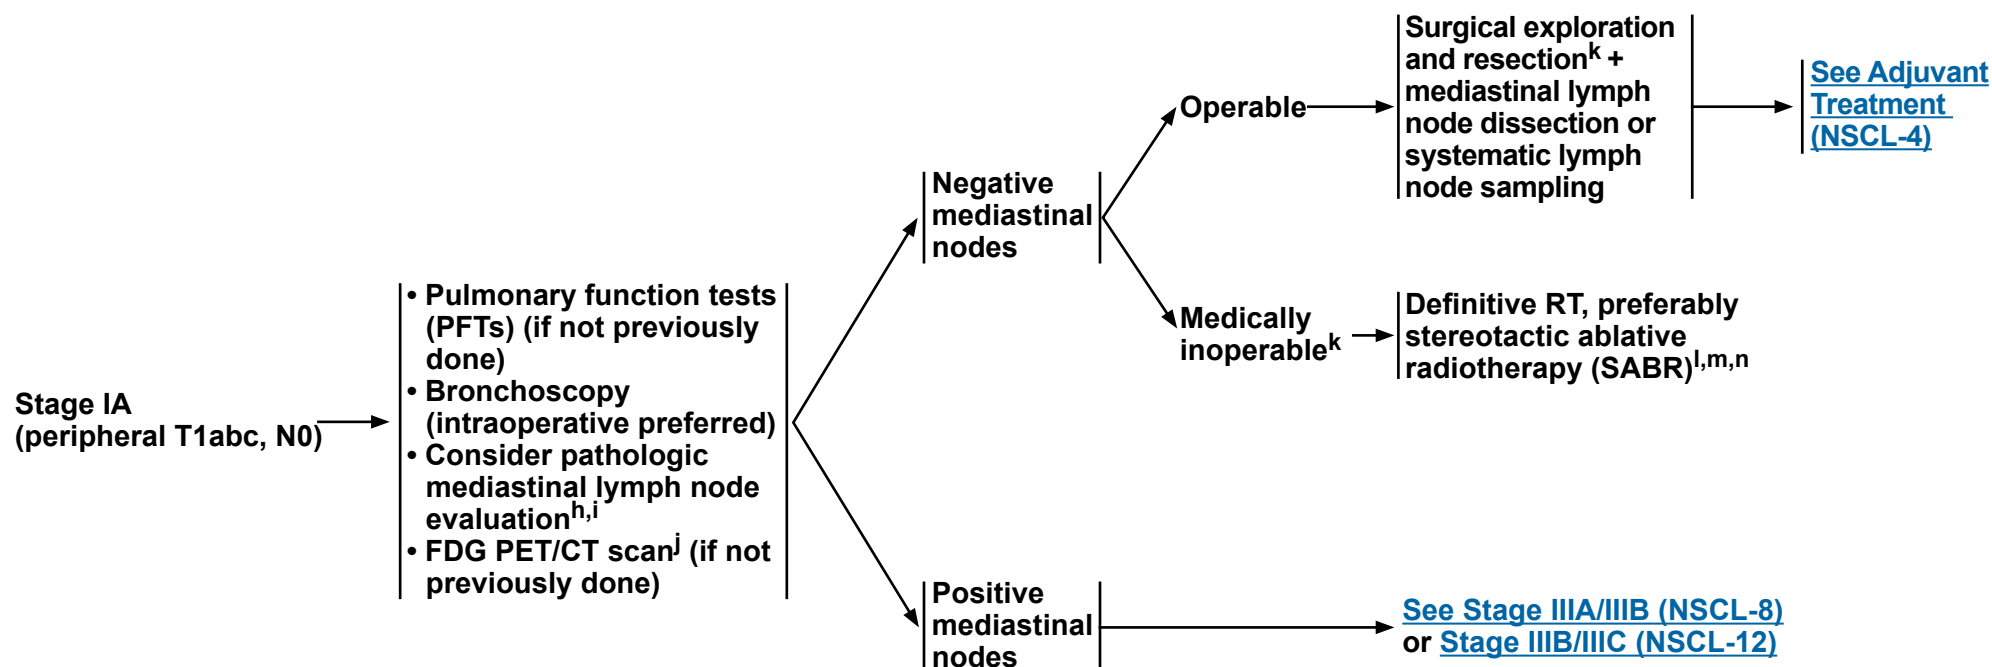 Stage IA
(peripheral T1abc, N0)
• Pulmonary function tests
(PFTs) (if not previously
done)
• Bronchoscopy
(intraoperative preferred)
• Consider pathologic
mediastinal lymph node
evaluationh,i
• FDG PET/CT scanj (if not
previously done)
Negative
mediastinal
nodes
Operable
Surgical exploration
and resectionk +
mediastinal lymph
node dissection or
systematic lymph
node sampling
See Adjuvant
Treatment
(NSCL-4)
Medically
inoperablek
Definitive RT, preferably
stereotactic ablative
radiotherapy (SABR)l,m,n
Positive
mediastinal
nodes
See Stage IIIA/IIIB (NSCL-8)
or Stage IIIB/IIIC (NSCL-12)